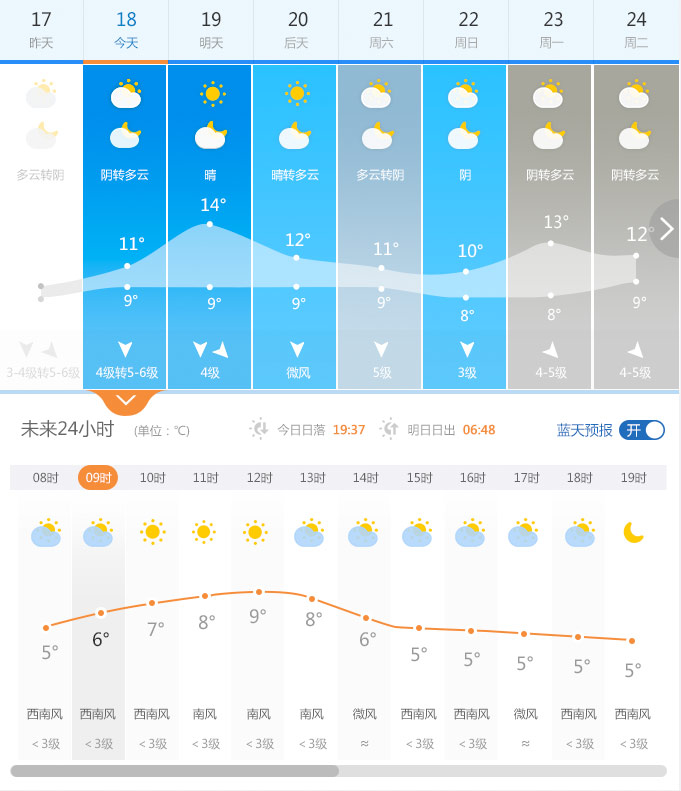 17 18 19 20 21 22 23 24
昨天 今天 明天 后天 周六 周日 周一 周二
多云转阴 阴转多云 晴 晴转多云 多云转阴 阴 阴转多云 阴转多云
11° 14° 12° 11° 10° 13° 12°
9° 9° 9° 9° 8° 8° 9°
3-4级转5-6级 4级转5-6级 4级 微风 5级 3级 4-5级 4-5级
未来24小时 (单位：℃) 今日日落 19:37 明日日出 06:48 蓝天预报 开
08时 09时 10时 11时 12时 13时 14时 15时 16时 17时 18时 19时
5° 6° 7° 8° 9° 8° 6° 5° 5° 5° 5° 5°
西南风 西南风 西南风 南风 南风 南风 微风 西南风 西南风 微风 西南风 西南风
<3级 <3级 <3级 <3级 <3级 <3级 ≈ <3级 <3级 ≈ <3级 <3级